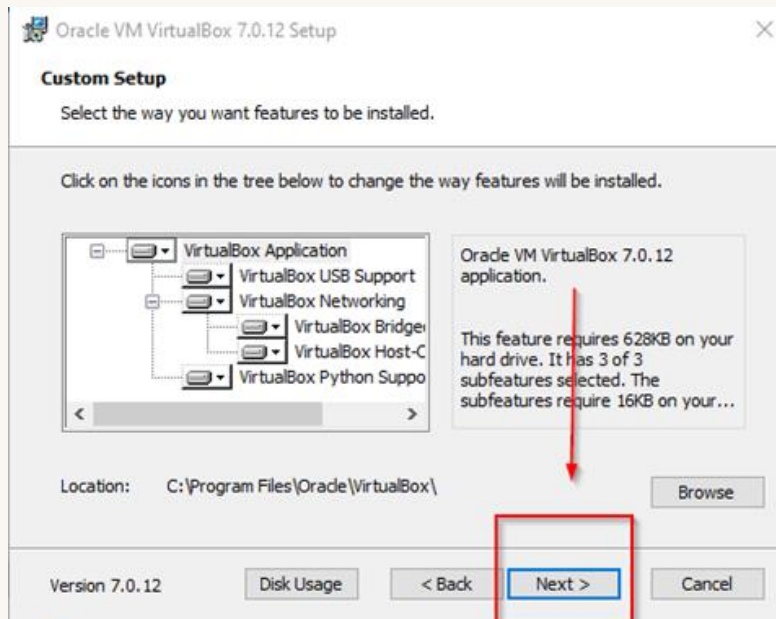 Oracle VM VirtualBox 7.0.12 Setup
Custom Setup
Select the way you want features to be installed.
Click on the icons in the tree below to change the way features will be installed.
VirtualBox Application
VirtualBox USB Support
VirtualBox Networking
VirtualBox Bridge
VirtualBox Host-C
VirtualBox Python Suppo
Oracle VM VirtualBox 7.0.12
application.
This feature requires 628KB on your
hard drive. It has 3 of 3
subfeatures selected. The
subfeatures require 16KB on your...
Location: C:\Program Files\Oracle\VirtualBox\
Browse
Version 7.0.12 Disk Usage < Back Next > Cancel